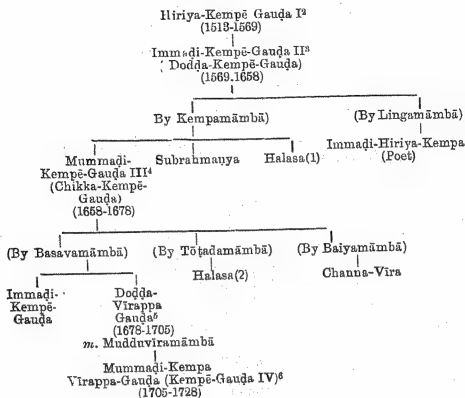 Hiriya-Kempē Gauḍa I²
(1513-1569)
Immaḍi-Kempē-Gauḍa II³
(Dodḍa-Kempē-Gauḍa)
(1569.1658)
By Kempamāmbā
(By Lingamāmbā)
Mummaḍi-
Kempē-Gauḍa III⁴
(Chikka-Kempē-
Gauḍa)
(1658-1678)
Subrahmaṇya
Halasa(1)
Immaḍi-Hiriya-Kempa
(Poet)
(By Basavamāmbā)
(By Tōṭadamāmbā)
(By Baiyamāmbā)
Halasa(2)
Channa-Vīra
Immaḍi-
Kempē-
Gauḍa
Dodḍa-
Vīrappa
Gauḍa⁵
(1678-1705)
m. Mudduvīramāmbā
Mummaḍi-Kempa
Vīrappa-Gauḍa (Kempē-Gauḍa IV)⁶
(1705-1728)